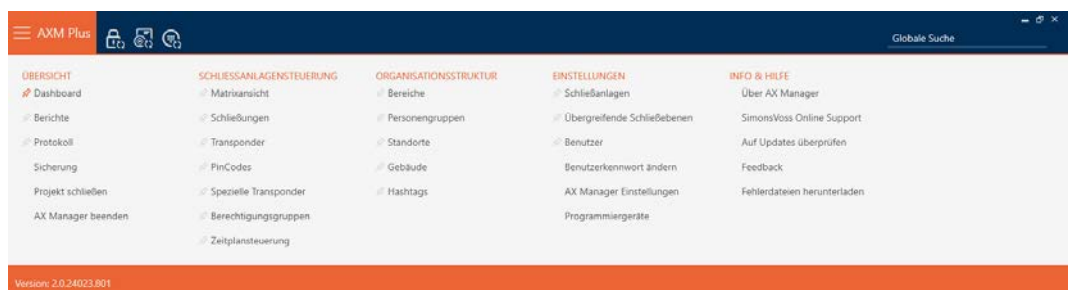 AXM Plus
Globale Suche
ÜBERSICHT
Dashboard
Berichte
Protokoll
Sicherung
Projekt schließen
AX Manager beenden
SCHLIESSANLAGENSTEUERUNG
Matrixansicht
Schließungen
Transponder
PinCodes
Spezielle Transponder
Berechtigungsgruppen
Zeitplansteuerung
ORGANISATIONSSTRUKTUR
Bereiche
Personengruppen
Standorte
Gebäude
Hashtags
EINSTELLUNGEN
Schließanlagen
Übergreifende Schließebenen
Benutzer
Benutzerkennwort ändern
AX Manager Einstellungen
Programmiergeräte
INFO & HILFE
Über AX Manager
SimonsVoss Online Support
Auf Updates überprüfen
Feedback
Fehlerdateien herunterladen
Version: 2.0.24023.801